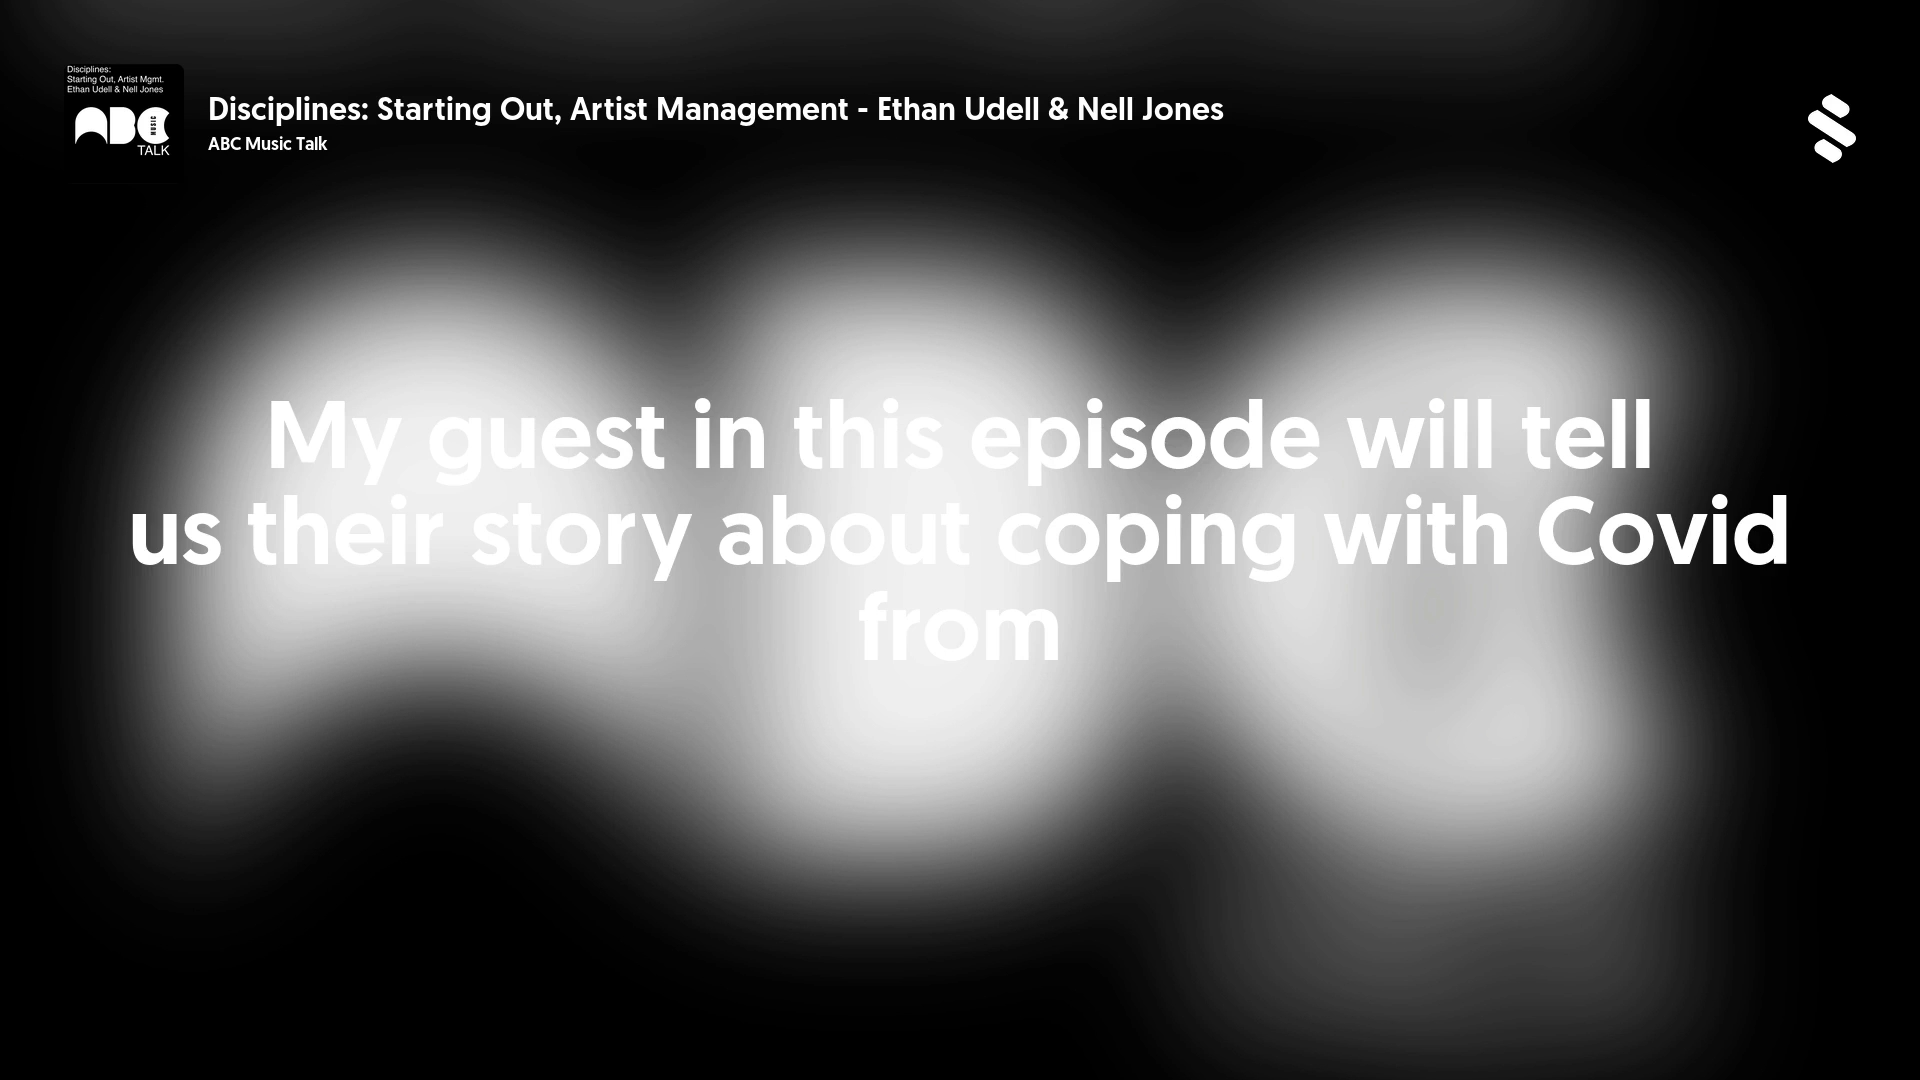 Disciplines:
Starting Out, Artist Mgmt.
Ethan Udell & Nell Jones
ABC
MUSIC
TALK
Disciplines: Starting Out, Artist Management - Ethan Udell & Nell Jones
ABC Music Talk
My guest in this episode will tell
us their story about coping with Covid
from